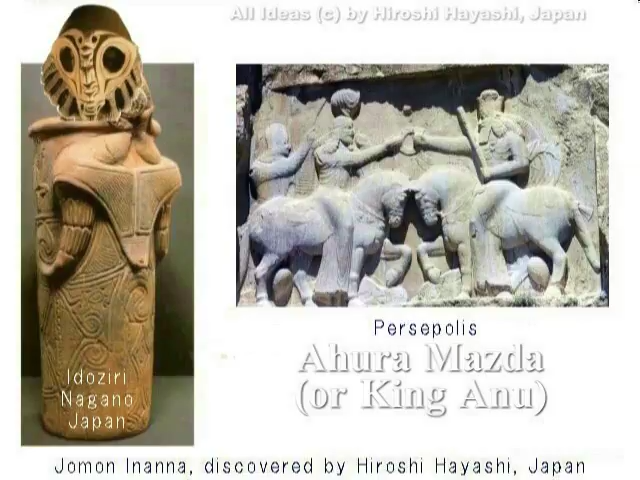 All Ideas (c) by Hiroshi Hayashi, Japan
Persepolis
Ahura Mazda
(or King Anu)
Idoziri
Nagano
Japan
Jomon Inanna, discovered by Hiroshi Hayashi, Japan